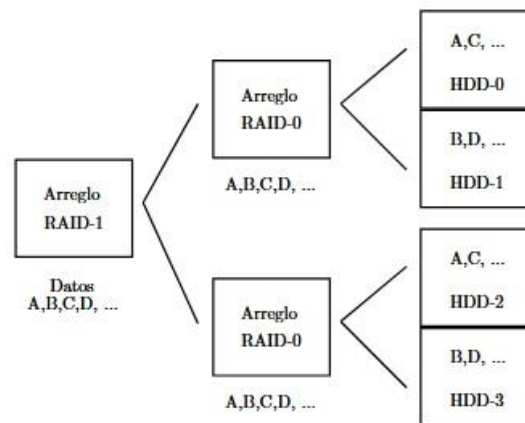 A,C, ...
HDD-0
Arreglo
RAID-0
B,D, ...
HDD-1
A,B,C,D, ...
Arreglo
RAID-1
Datos
A,B,C,D, ...
A,C, ...
HDD-2
Arreglo
RAID-0
B,D, ...
HDD-3
A,B,C,D, ...